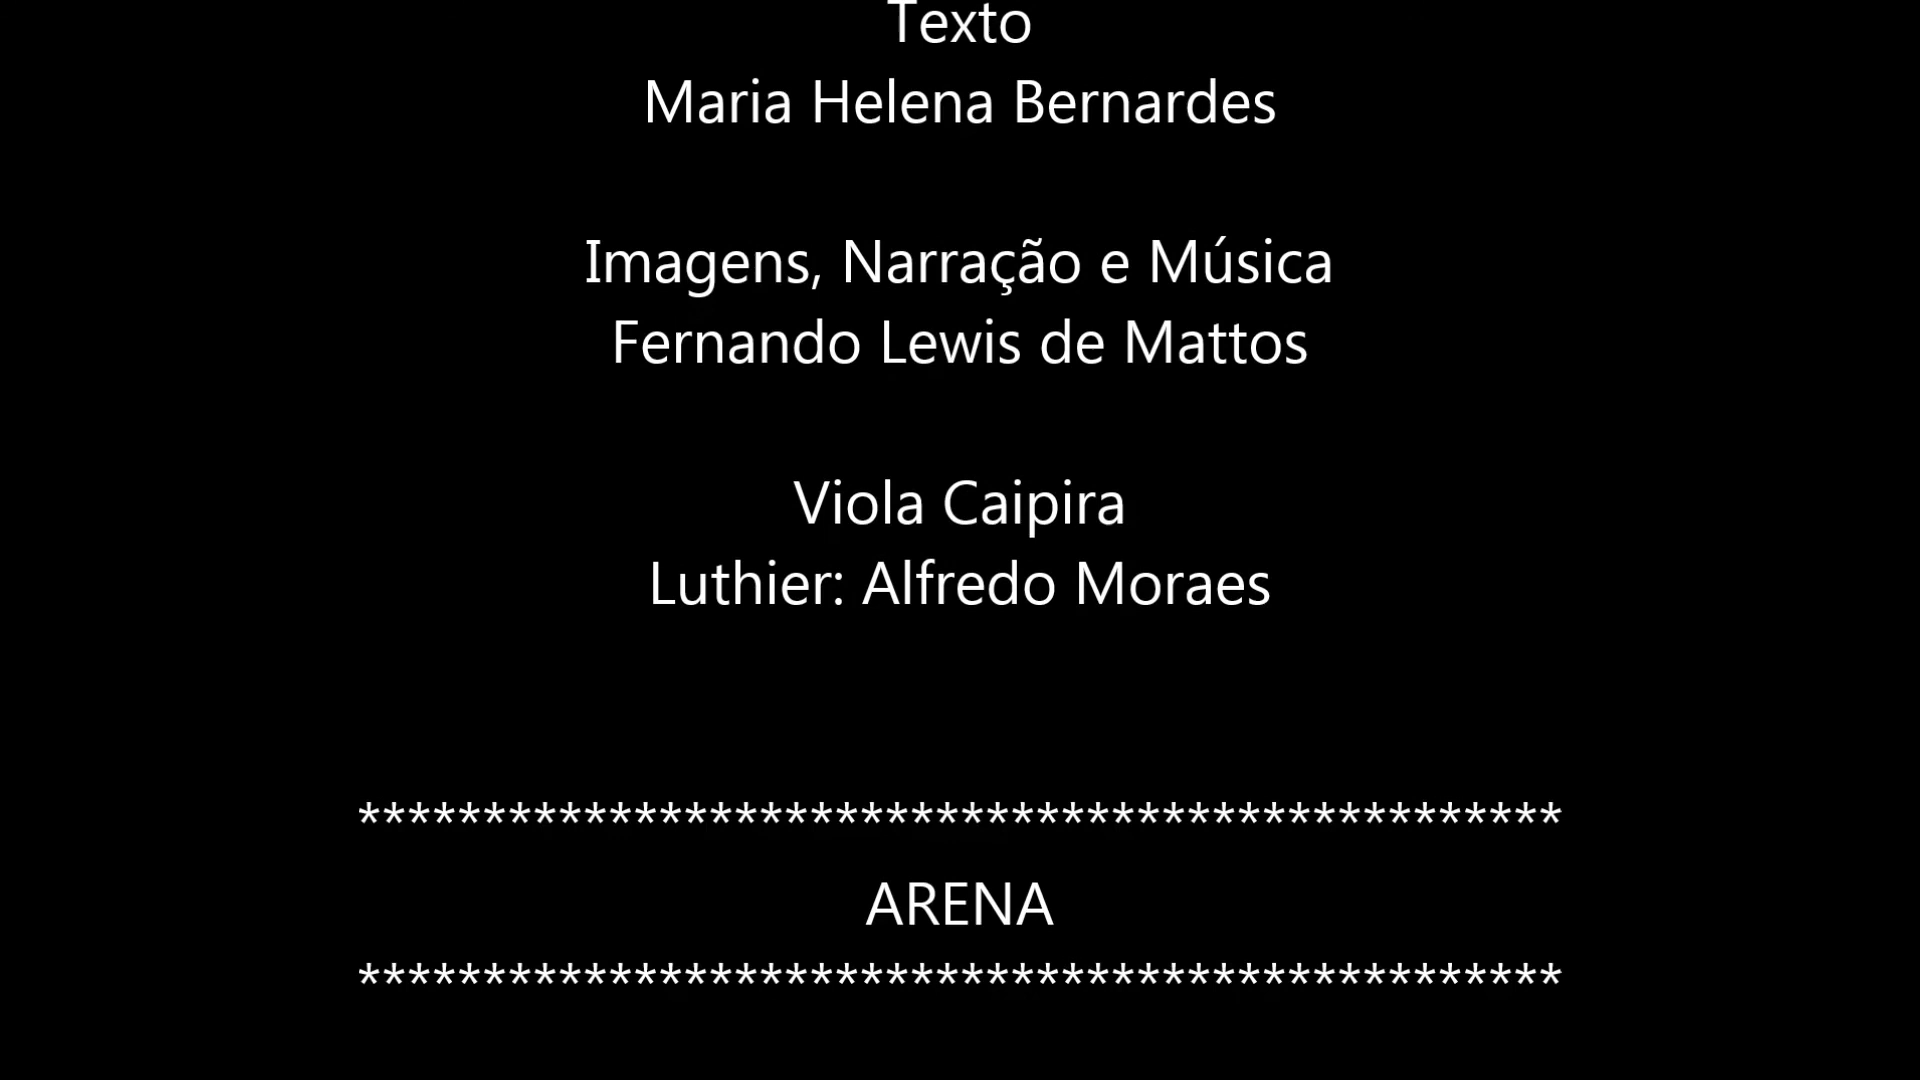 Texto
Maria Helena Bernardes
Imagens, Narração e Música
Fernando Lewis de Mattos
Viola Caipira
Luthier: Alfredo Moraes
************************************************
ARENA
************************************************